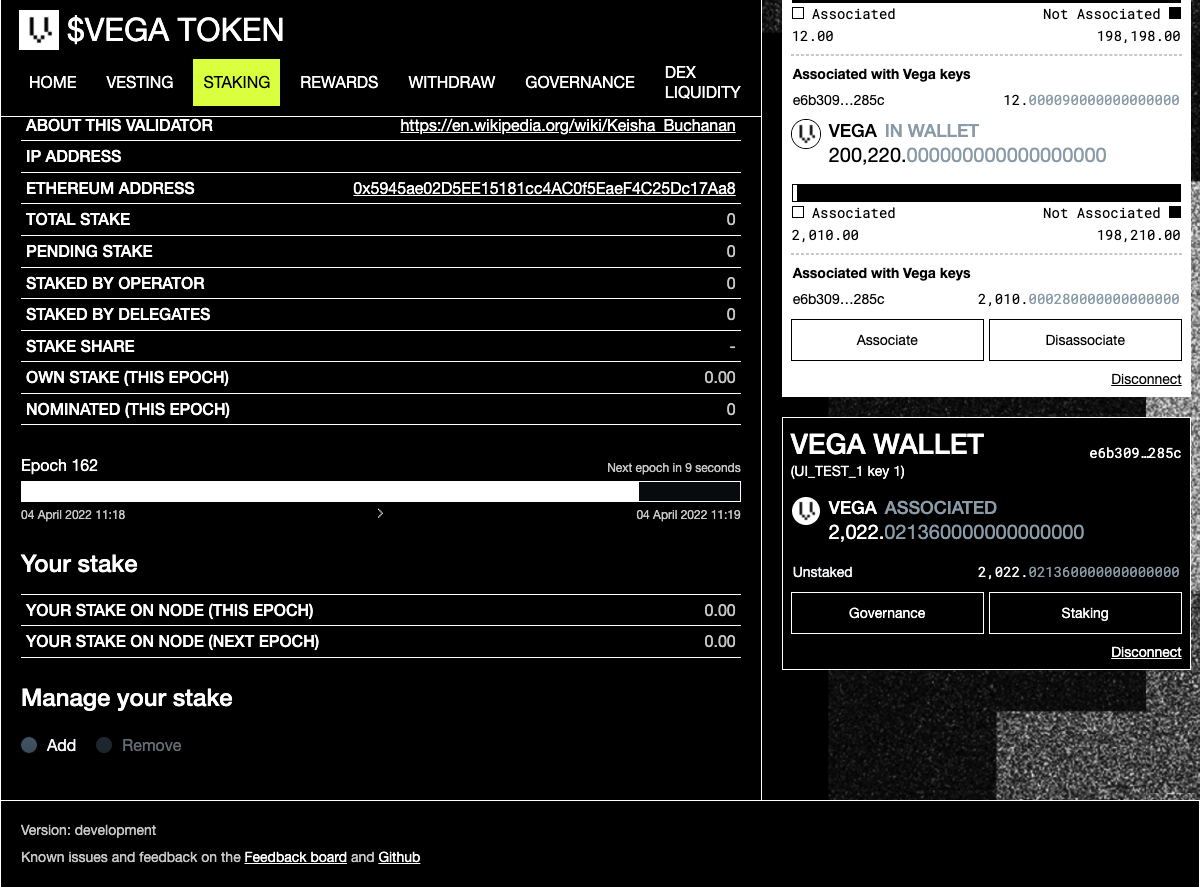 $VEGA TOKEN
HOME VESTING STAKING REWARDS WITHDRAW GOVERNANCE DEX LIQUIDITY
ABOUT THIS VALIDATOR https://en.wikipedia.org/wiki/Keisha_Buchanan
IP ADDRESS
ETHEREUM ADDRESS 0x5945ae02D5EE15181cc4AC0f5EaeF4C25Dc17Aa8
TOTAL STAKE 0
PENDING STAKE 0
STAKED BY OPERATOR 0
STAKED BY DELEGATES 0
STAKE SHARE -
OWN STAKE (THIS EPOCH) 0.00
NOMINATED (THIS EPOCH) 0
Epoch 162 Next epoch in 9 seconds
04 April 2022 11:18 > 04 April 2022 11:19
Your stake
YOUR STAKE ON NODE (THIS EPOCH) 0.00
YOUR STAKE ON NODE (NEXT EPOCH) 0.00
Manage your stake
Add Remove
Associated Not Associated
12.00 198,198.00
Associated with Vega keys
e6b309…285c 12.000090000000000000
VEGA IN WALLET
200,220.000000000000000000
Associated Not Associated
2,010.00 198,210.00
Associated with Vega keys
e6b309…285c 2,010.000280000000000000
Associate Disassociate
Disconnect
VEGA WALLET e6b309…285c
(UI_TEST_1 key 1)
VEGA ASSOCIATED
2,022.021360000000000000
Unstaked 2,022.021360000000000000
Governance Staking
Disconnect
Version: development
Known issues and feedback on the Feedback board and Github